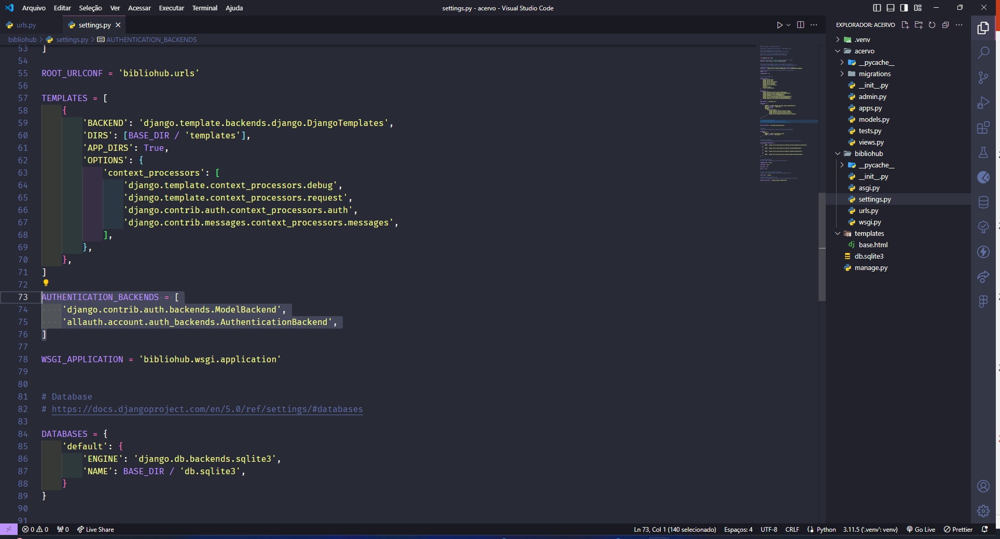 Arquivo Editar Seleção Ver Acessar Executar Terminal Ajuda
settings.py - acervo - Visual Studio Code
urls.py
settings.py
EXPLORADOR: ACERVO
bibliohub > settings.py > AUTHENTICATION_BACKENDS
53 ]
54
55 ROOT_URLCONF = 'bibliohub.urls'
56
57 TEMPLATES = [
58 {
59 'BACKEND': 'django.template.backends.django.DjangoTemplates',
60 'DIRS': [BASE_DIR / 'templates'],
61 'APP_DIRS': True,
62 'OPTIONS': {
63 'context_processors': [
64 'django.template.context_processors.debug',
65 'django.template.context_processors.request',
66 'django.contrib.auth.context_processors.auth',
67 'django.contrib.messages.context_processors.messages',
68 ],
69 },
70 },
71 ]
72
73 AUTHENTICATION_BACKENDS = [
74 'django.contrib.auth.backends.ModelBackend',
75 'allauth.account.auth_backends.AuthenticationBackend',
76 ]
77
78 WSGI_APPLICATION = 'bibliohub.wsgi.application'
79
80
81 # Database
82 # https://docs.djangoproject.com/en/5.0/ref/settings/#databases
83
84 DATABASES = {
85 'default': {
86 'ENGINE': 'django.db.backends.sqlite3',
87 'NAME': BASE_DIR / 'db.sqlite3',
88 }
89 }
90
91
.venv
acervo
__pycache__
migrations
__init__.py
admin.py
apps.py
models.py
tests.py
views.py
bibliohub
__pycache__
__init__.py
asgi.py
settings.py
urls.py
wsgi.py
templates
dj base.html
db.sqlite3
manage.py
0 0 0 Live Share
Ln 73, Col 1 (140 selecionado) Espaços: 4 UTF-8 CRLF Python 3.11.5 ('.venv': venv) Go Live Prettier